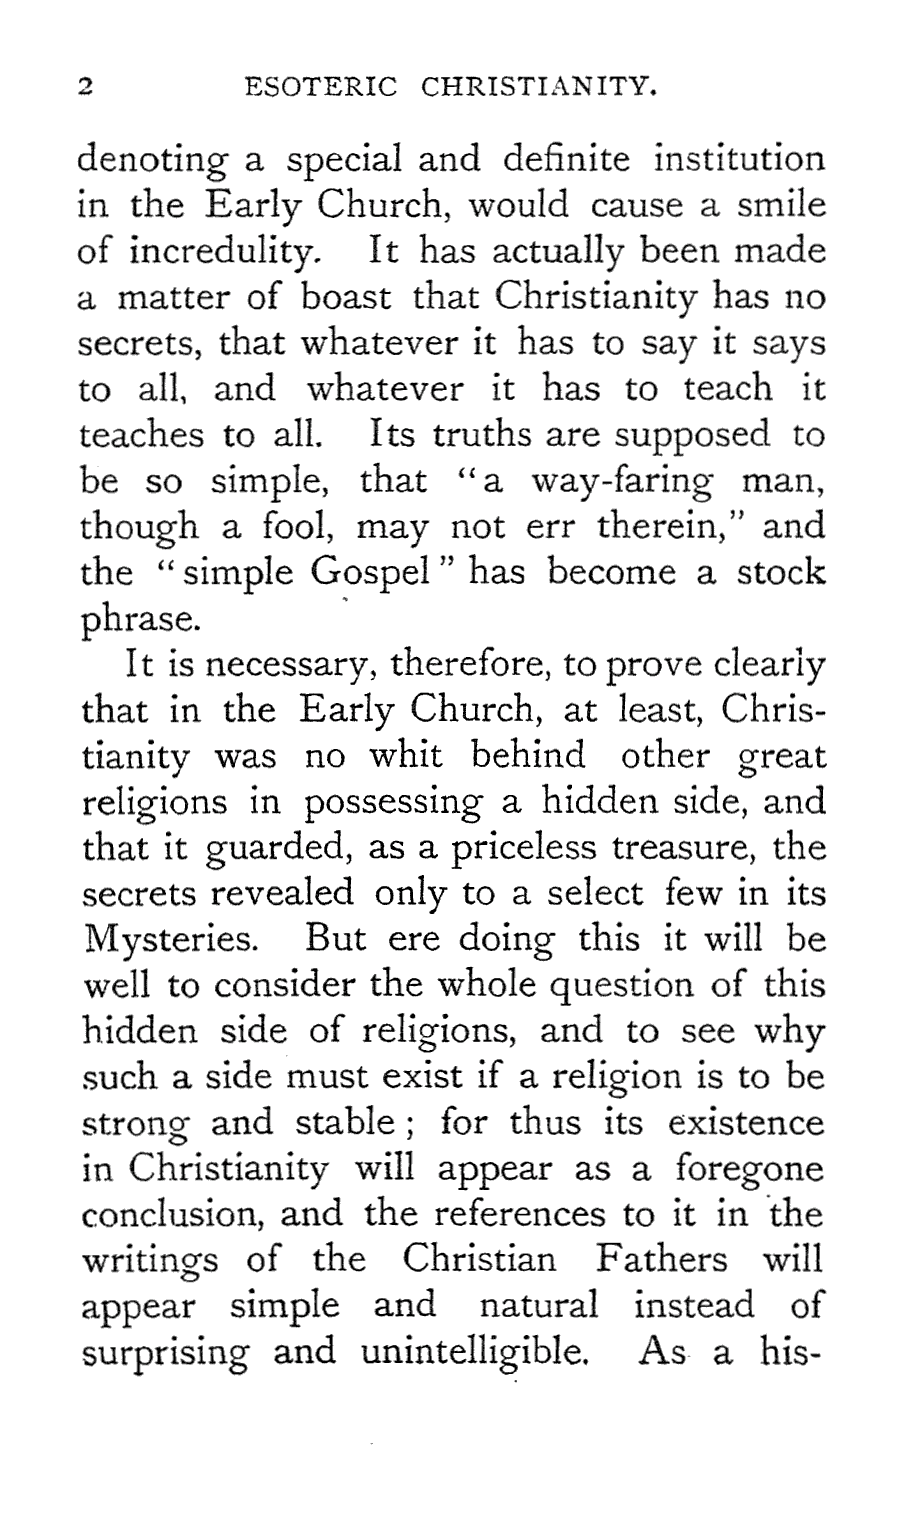 2 ESOTERIC CHRISTIANITY.
denoting a special and definite institution
in the Early Church, would cause a smile
of incredulity. It has actually been made
a matter of boast that Christianity has no
secrets, that whatever it has to say it says
to all, and whatever it has to teach it
teaches to all. Its truths are supposed to
be so simple, that “a way-faring man,
though a fool, may not err therein,” and
the “simple Gospel” has become a stock
phrase.
It is necessary, therefore, to prove clearly
that in the Early Church, at least, Chris-
tianity was no whit behind other great
religions in possessing a hidden side, and
that it guarded, as a priceless treasure, the
secrets revealed only to a select few in its
Mysteries. But ere doing this it will be
well to consider the whole question of this
hidden side of religions, and to see why
such a side must exist if a religion is to be
strong and stable; for thus its existence
in Christianity will appear as a foregone
conclusion, and the references to it in the
writings of the Christian Fathers will
appear simple and natural instead of
surprising and unintelligible. As a his-